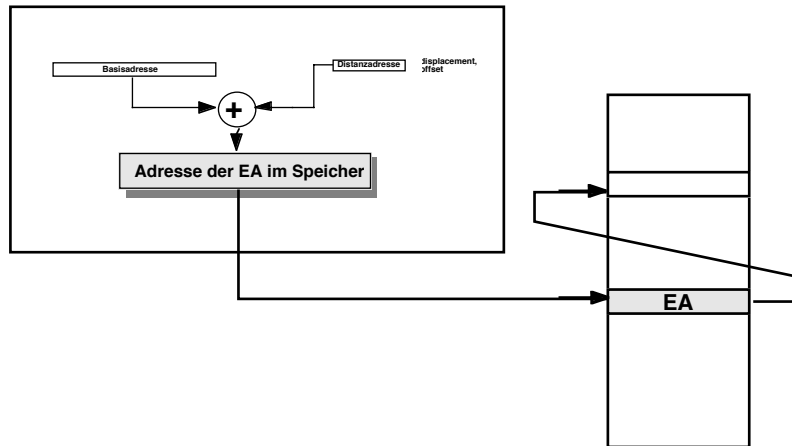 Basisadresse
Distanzadresse
displacement,
offset
+
Adresse der EA im Speicher
EA